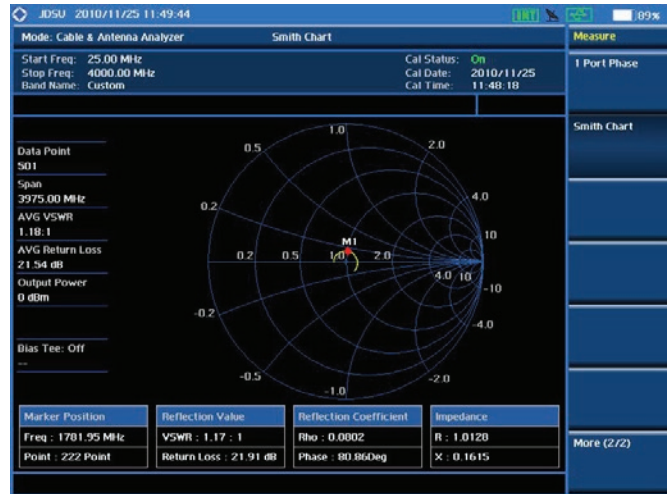 JDSU 2010/11/25 11:49:44
INT
89%
Mode: Cable & Antenna Analyzer
Smith Chart
Measure
Start Freq: 25.00 MHz
Stop Freq: 4000.00 MHz
Band Name: Custom
Cal Status: On
Cal Date: 2010/11/25
Cal Time: 11:48:18
1 Port Phase
Smith Chart
More (2/2)
Data Point
501
Span
3975.00 MHz
AVG VSWR
1.18:1
AVG Return Loss
21.54 dB
Output Power
0 dBm
Bias Tee: Off
--
1.0
0.5
2.0
0.2
4.0
10
M1
0.2
0.5
1.0
2.0
4.0
10
-10
-0.2
-4.0
-0.5
-2.0
-1.0
Marker Position
Freq : 1781.95 MHz
Point : 222 Point
Reflection Value
VSWR : 1.17 : 1
Return Loss : 21.91 dB
Reflection Coefficient
Rho : 0.0802
Phase : 80.86Deg
Impedance
R : 1.0120
X : 0.1615